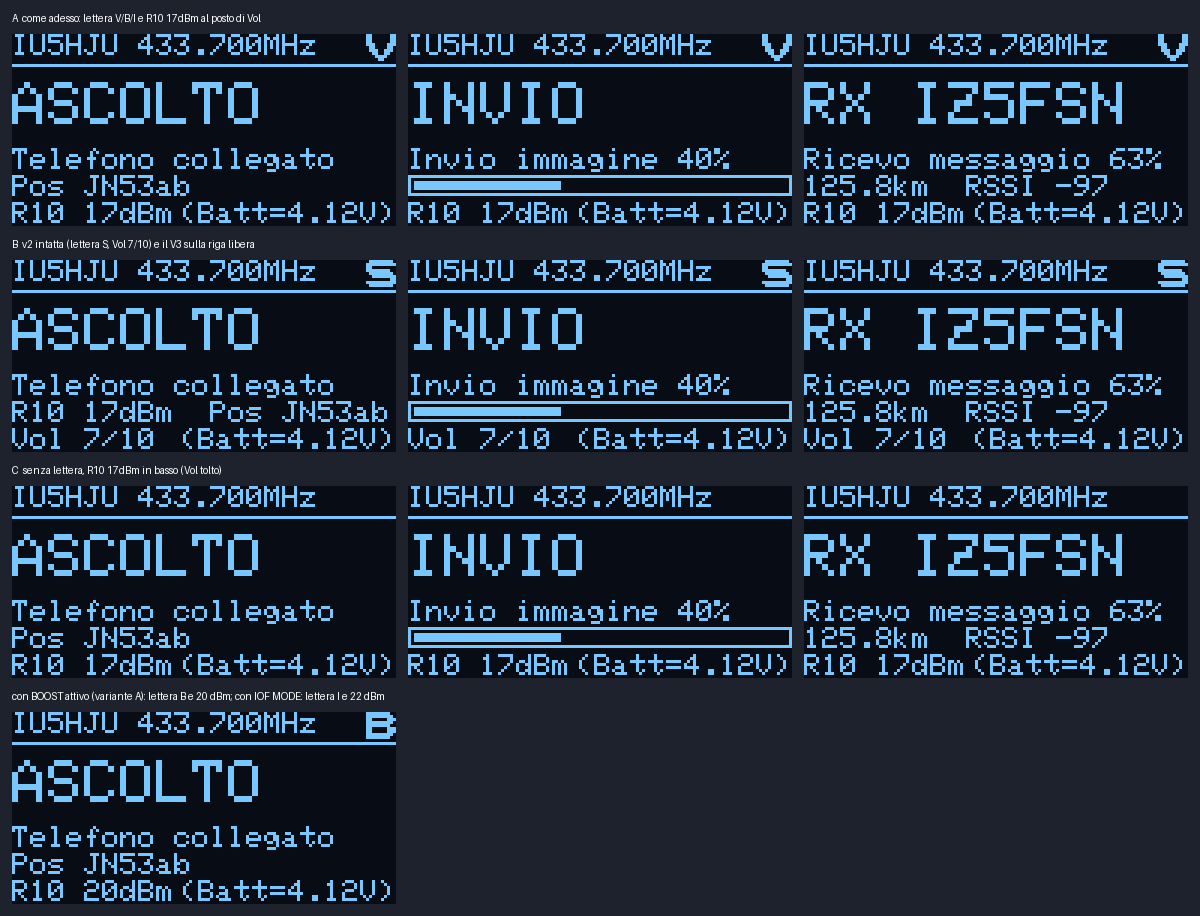 A come adesso: lettera V/B/I e R10 17dBm al posto di Vol
IU5HJU 433.700MHz V
ASCOLTO
Telefono collegato
Pos JN53ab
R10 17dBm (Batt=4.12V)
IU5HJU 433.700MHz V
INVIO
Invio immagine 40%
R10 17dBm (Batt=4.12V)
IU5HJU 433.700MHz V
RX IZ5FSN
Ricevo messaggio 63%
125.8km RSSI -97
R10 17dBm (Batt=4.12V)
B v2 intatta (lettera S, Vol 7/10) e il V3 sulla riga libera
IU5HJU 433.700MHz S
ASCOLTO
Telefono collegato
R10 17dBm Pos JN53ab
Vol 7/10 (Batt=4.12V)
IU5HJU 433.700MHz S
INVIO
Invio immagine 40%
Vol 7/10 (Batt=4.12V)
IU5HJU 433.700MHz S
RX IZ5FSN
Ricevo messaggio 63%
125.8km RSSI -97
Vol 7/10 (Batt=4.12V)
C senza lettera, R10 17dBm in basso (Vol tolto)
IU5HJU 433.700MHz
ASCOLTO
Telefono collegato
Pos JN53ab
R10 17dBm (Batt=4.12V)
IU5HJU 433.700MHz
INVIO
Invio immagine 40%
R10 17dBm (Batt=4.12V)
IU5HJU 433.700MHz
RX IZ5FSN
Ricevo messaggio 63%
125.8km RSSI -97
R10 17dBm (Batt=4.12V)
con BOOST attivo (variante A): lettera B e 20 dBm; con IOF MODE: lettera I e 22 dBm
IU5HJU 433.700MHz B
ASCOLTO
Telefono collegato
Pos JN53ab
R10 20dBm (Batt=4.12V)